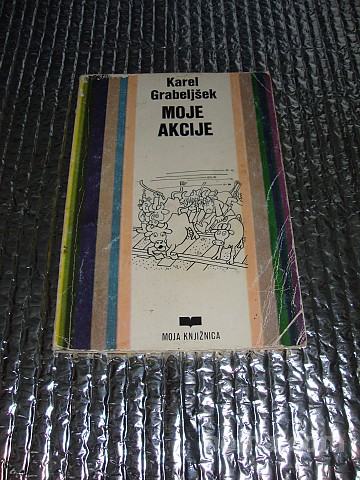 Karel
Grabeljšek
MOJE
AKCIJE
MOJA KNJIŽNICA